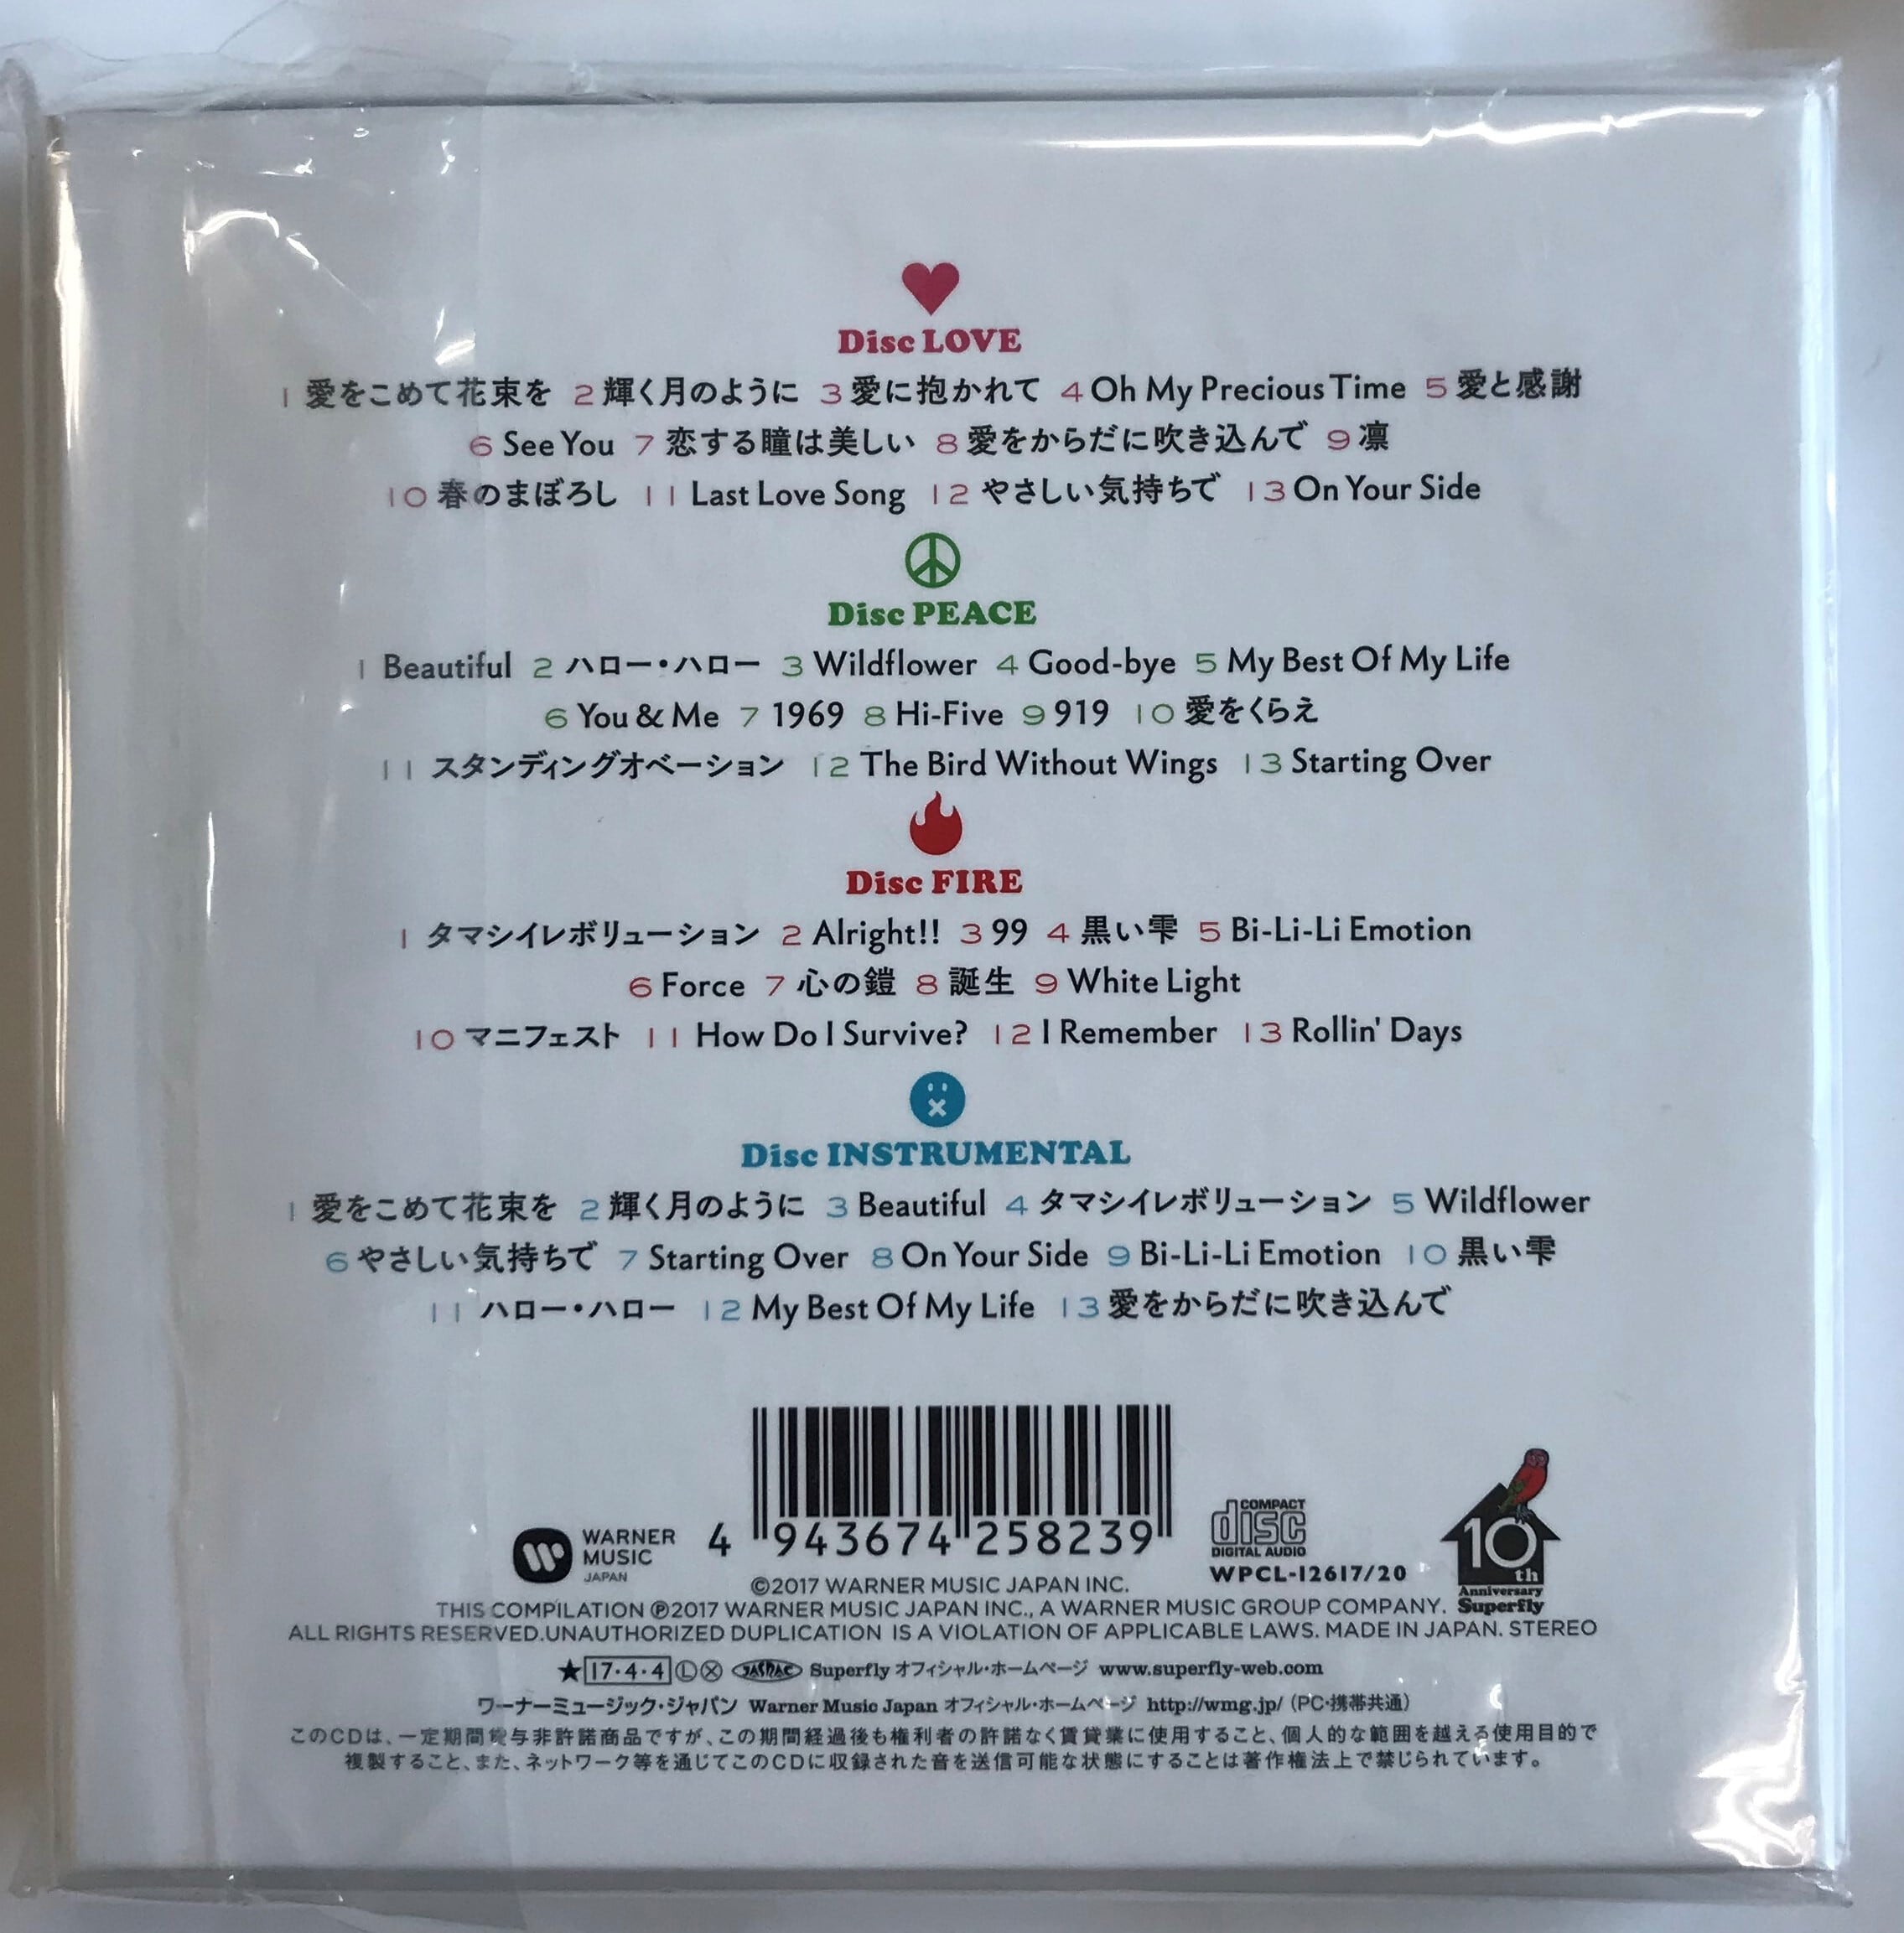 Disc LOVE
1 愛をこめて花束を 2 輝く月のように 3 愛に抱かれて 4 Oh My Precious Time 5 愛と感謝
6 See You 7 恋する瞳は美しい 8 愛をからだに吹き込んで 9 凛
10 春のまぼろし 11 Last Love Song 12 やさしい気持ちで 13 On Your Side
Disc PEACE
1 Beautiful 2 ハロー・ハロー 3 Wildflower 4 Good-bye 5 My Best Of My Life
6 You & Me 7 1969 8 Hi-Five 9 919 10 愛をくらえ
11 スタンディングオベーション 12 The Bird Without Wings 13 Starting Over
Disc FIRE
1 タマシイレボリューション 2 Alright!! 3 99 4 黒い雫 5 Bi-Li-Li Emotion
6 Force 7 心の鎧 8 誕生 9 White Light
10 マニフェスト 11 How Do I Survive? 12 I Remember 13 Rollin' Days
Disc INSTRUMENTAL
1 愛をこめて花束を 2 輝く月のように 3 Beautiful 4 タマシイレボリューション 5 Wildflower
6 やさしい気持ちで 7 Starting Over 8 On Your Side 9 Bi-Li-Li Emotion 10 黒い雫
11 ハロー・ハロー 12 My Best Of My Life 13 愛をからだに吹き込んで
WARNER
MUSIC
JAPAN
4 943674 258239
COMPACT
disc
DIGITAL AUDIO
WPCL-12617/20
10th
Anniversary
Superfly
©2017 WARNER MUSIC JAPAN INC.
THIS COMPILATION ℗2017 WARNER MUSIC JAPAN INC., A WARNER MUSIC GROUP COMPANY.
ALL RIGHTS RESERVED.UNAUTHORIZED DUPLICATION IS A VIOLATION OF APPLICABLE LAWS. MADE IN JAPAN. STEREO
★17・4・4ⓁⓍ JASRAC Superfly オフィシャル・ホームページ www.superfly-web.com
ワーナーミュージック・ジャパン Warner Music Japan オフィシャル・ホームページ http://wmg.jp/ (PC・携帯共通)
このCDは、一定期間貸与非許諾商品ですが、この期間経過後も権利者の許諾なく賃貸業に使用すること、個人的な範囲を越える使用目的で
複製すること、また、ネットワーク等を通じてこのCDに収録された音を送信可能な状態にすることは著作権法上で禁じられています。